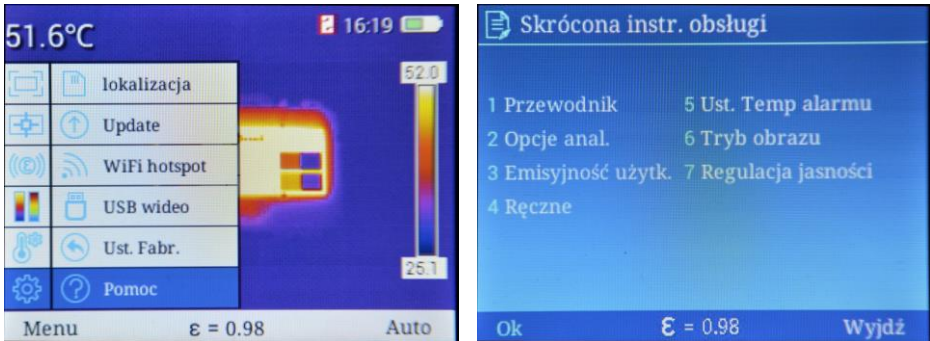 51.6°C
16:19
lokalizacja
Update
WiFi hotspot
USB wideo
Ust. Fabr.
Pomoc
52.0
25.1
Menu
ε = 0.98
Auto
Skrócona instr. obsługi
1 Przewodnik
2 Opcje anal.
3 Emisyjność użytk.
4 Ręczne
5 Ust. Temp alarmu
6 Tryb obrazu
7 Regulacja jasności
Ok
ε = 0.98
Wyjdź